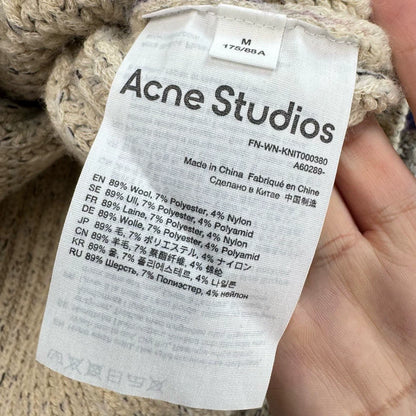 M
175/88A
Acne Studios
FN-WN-KNIT000380
A60289-
Made in China Fabriqué en Chine
Сделано в Китае 中国制造
EN 89% Wool, 7% Polyester, 4% Nylon
SE 89% Ull, 7% Polyester, 4% Polyamid
FR 89% Laine, 7% Polyester, 4% Polyamid
DE 89% Wolle, 7% Polyester, 4% Nylon
JP 89% 毛, 7% ポリエステル, 4% ナイロン
CN 89% 羊毛, 7% 聚酯纤维, 4% 锦纶
KR 89% 울, 7% 폴리에스테르, 4% 나일론
RU 89% Шерсть, 7% Полиэстер, 4% нейлон